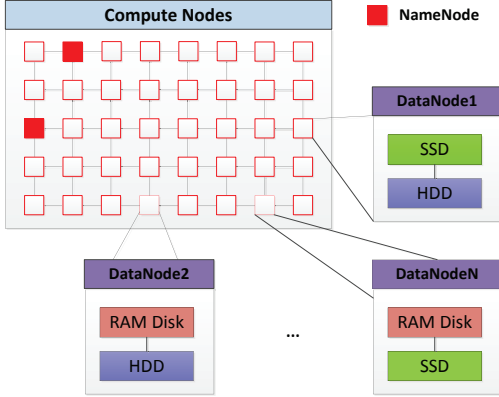 Compute Nodes
NameNode
DataNode1
SSD
HDD
DataNode2
RAM Disk
HDD
...
DataNodeN
RAM Disk
SSD